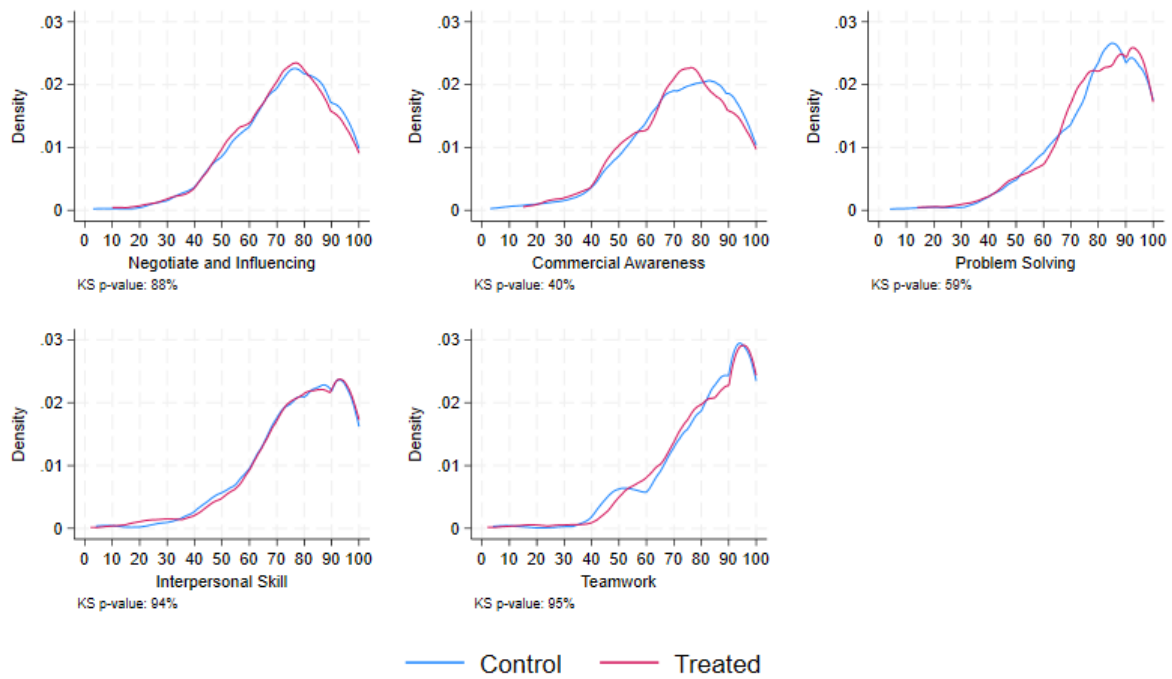 .03
.02
.01
0
Density
0 10 20 30 40 50 60 70 80 90 100
Negotiate and Influencing
KS p-value: 88%
.03
.02
.01
0
Density
0 10 20 30 40 50 60 70 80 90 100
Commercial Awareness
KS p-value: 40%
.03
.02
.01
0
Density
0 10 20 30 40 50 60 70 80 90 100
Problem Solving
KS p-value: 59%
.03
.02
.01
0
Density
0 10 20 30 40 50 60 70 80 90 100
Interpersonal Skill
KS p-value: 94%
.03
.02
.01
0
Density
0 10 20 30 40 50 60 70 80 90 100
Teamwork
KS p-value: 95%
Control Treated